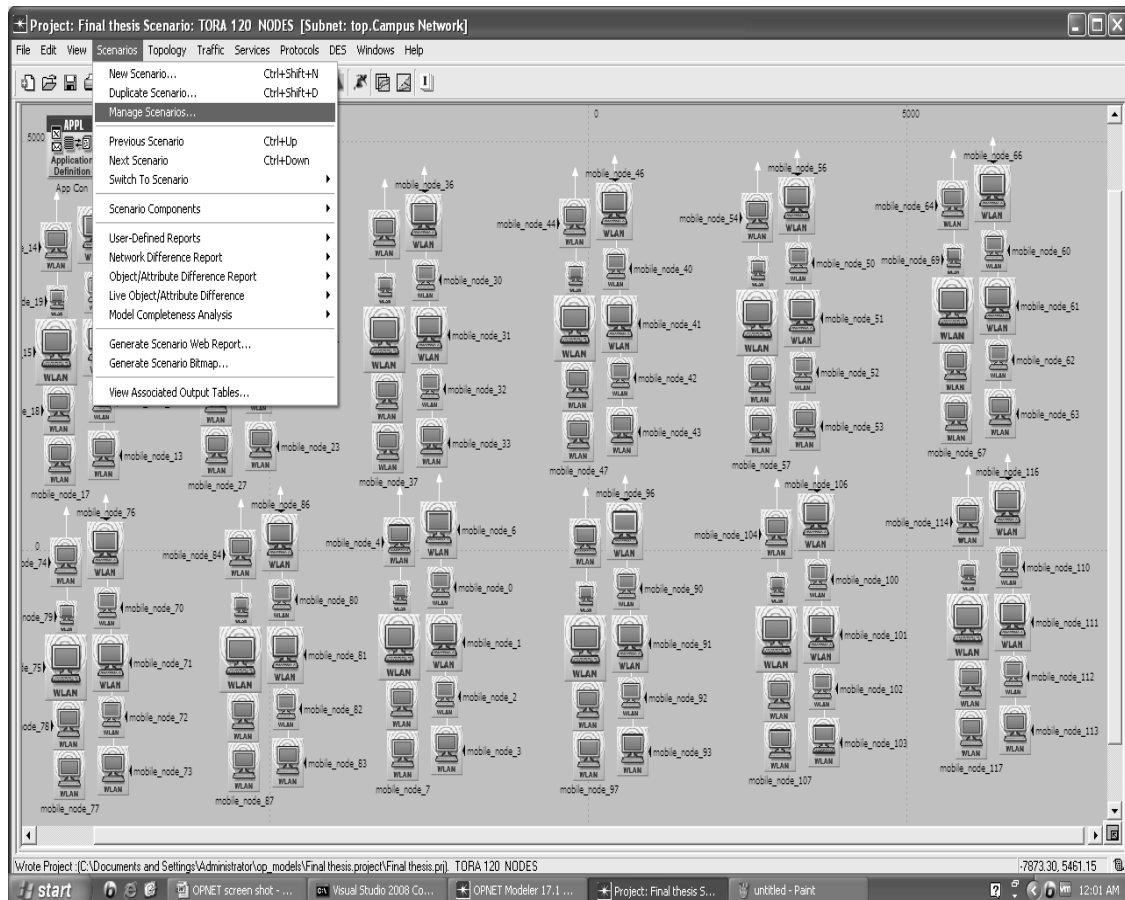 Project: Final thesis Scenario: TORA 120 NODES [Subnet: top.Campus Network]
File Edit View Scenarios Topology Traffic Services Protocols DES Windows Help
New Scenario... Ctrl+Shift+N
Duplicate Scenario... Ctrl+Shift+D
Manage Scenarios...
Previous Scenario Ctrl+Up
Next Scenario Ctrl+Down
Switch To Scenario
Scenario Components
User-Defined Reports
Network Difference Report
Object/Attribute Difference Report
Live Object/Attribute Difference
Model Completeness Analysis
Generate Scenario Web Report...
Generate Scenario Bitmap...
View Associated Output Tables...
0 5000
5000
APPL
Application
Definition
App Con
mobile_node_36 mobile_node_46 mobile_node_56 mobile_node_66
mobile_node_44 mobile_node_54 mobile_node_64
_14
mobile_node_30 mobile_node_40 mobile_node_50 mobile_node_69 mobile_node_60
de_19
mobile_node_31 mobile_node_41 mobile_node_51 mobile_node_61
15
mobile_node_32 mobile_node_42 mobile_node_52 mobile_node_62
e_18
mobile_node_13 mobile_node_23 mobile_node_33 mobile_node_43 mobile_node_53 mobile_node_63
mobile_node_17 mobile_node_27 mobile_node_37 mobile_node_47 mobile_node_57 mobile_node_67
mobile_node_76 mobile_node_86 mobile_node_96 mobile_node_106 mobile_node_116
0
de_74 mobile_node_84 mobile_node_4 mobile_node_6 mobile_node_104 mobile_node_114
ode_79 mobile_node_70 mobile_node_80 mobile_node_0 mobile_node_90 mobile_node_100 mobile_node_110
e_75 mobile_node_71 mobile_node_81 mobile_node_1 mobile_node_91 mobile_node_101 mobile_node_111
ode_78 mobile_node_72 mobile_node_82 mobile_node_2 mobile_node_92 mobile_node_102 mobile_node_112
mobile_node_73 mobile_node_83 mobile_node_3 mobile_node_93 mobile_node_103 mobile_node_113
mobile_node_77 mobile_node_87 mobile_node_7 mobile_node_97 mobile_node_107 mobile_node_117
WLAN
Wrote Project :(C:\Documents and Settings\Administrator\op_models\Final thesis.project\Final thesis.prj). TORA 120 NODES -7873.30, 5461.15
start OPNET screen shot - ... Visual Studio 2008 Co... OPNET Modeler 17.1 ... Project: Final thesis S... untitled - Paint 12:01 AM